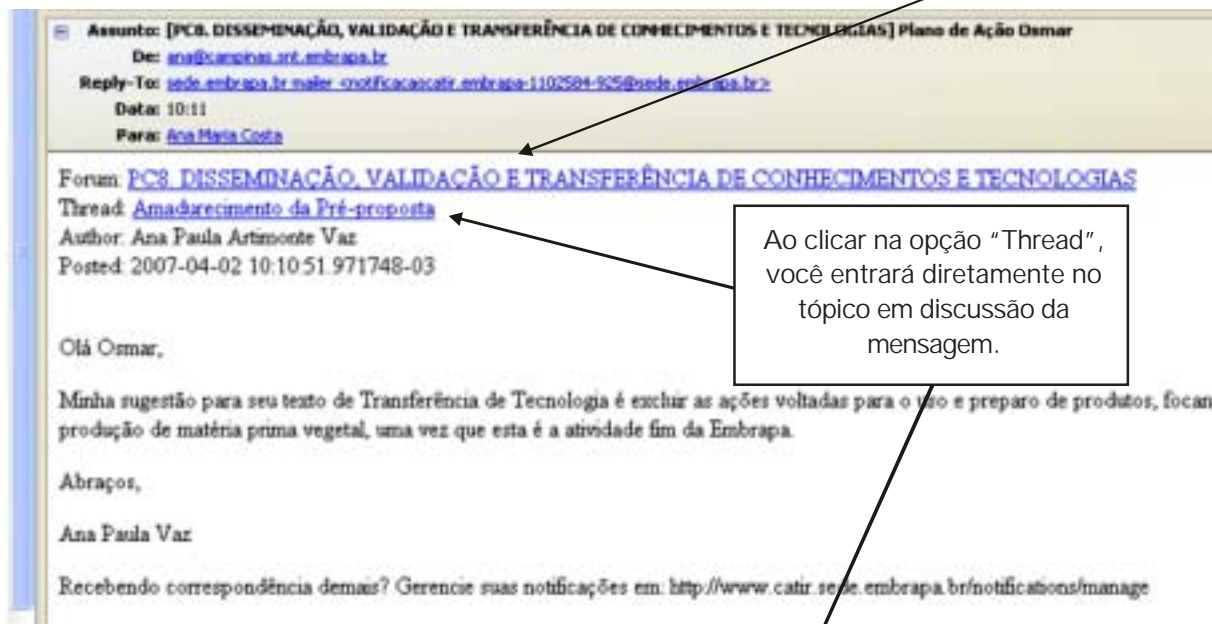 Assunto: [PC8. DISSEMINAÇÃO, VALIDAÇÃO E TRANSFERÊNCIA DE CONHECIMENTOS E TECNOLOGIAS] Plano de Ação Osmar
De: ana@campinas.snt.embrapa.br
Reply-To: sede.embrapa.br mailer <notificacaocatir.embrapa-1102584-925@sede.embrapa.br>
Data: 10:11
Para: Ana Maria Costa
Forum: PC8. DISSEMINAÇÃO, VALIDAÇÃO E TRANSFERÊNCIA DE CONHECIMENTOS E TECNOLOGIAS
Thread: Amadurecimento da Pré-proposta
Author: Ana Paula Artimonte Vaz
Posted: 2007-04-02 10:10:51.971748-03
Ao clicar na opção "Thread",
você entrará diretamente no
tópico em discussão da
mensagem.
Olá Osmar,
Minha sugestão para seu texto de Transferência de Tecnologia é excluir as ações voltadas para o uso e preparo de produtos, focan
produção de matéria prima vegetal, uma vez que esta é a atividade fim da Embrapa.
Abraços,
Ana Paula Vaz
Recebendo correspondência demais? Gerencie suas notificações em: http://www.catir.sede.embrapa.br/notifications/manage